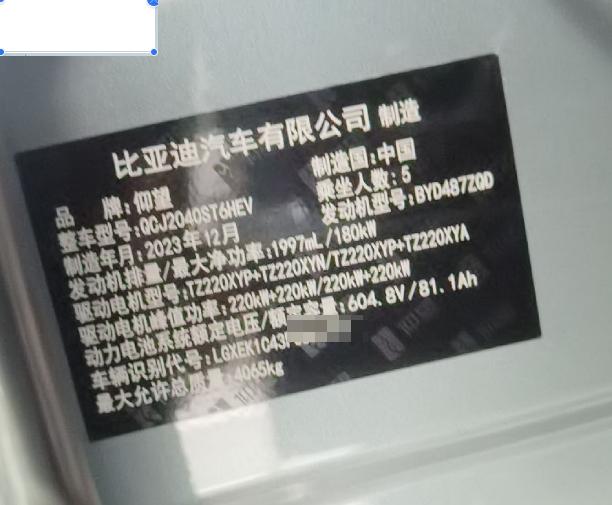 比亚迪汽车有限公司 制造
品 牌:仰望 制造国:中国
整车型号:QCJ2040ST6HEV 乘坐人数:5
制造年月:2023年12月 发动机型号:BYD487ZQD
发动机排量/最大净功率:1997mL/180kW
驱动电机型号:TZ220XYP+TZ220XYN/TZ220XYP+TZ220XYA
驱动电机峰值功率:220kW+220kW/220kW+220kW
动力电池系统额定电压/额定容量:604.8V/81.1Ah
车辆识别代号:LGXEK1C43
最大允许总质量:4065kg